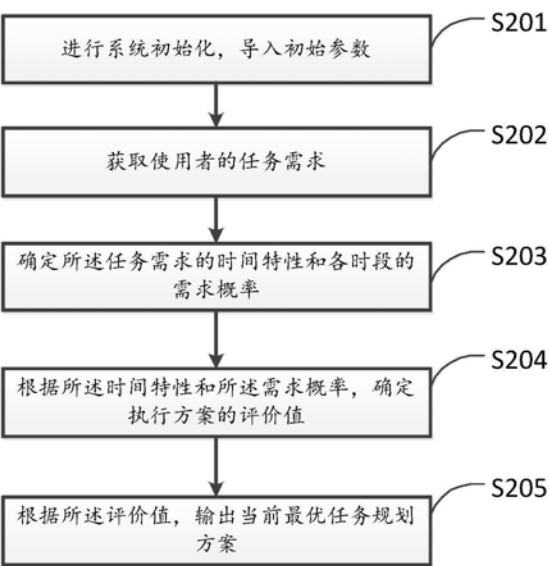 进行系统初始化，导入初始参数
S201
获取使用者的任务需求
S202
确定所述任务需求的时间特性和各时段的
需求概率
S203
根据所述时间特性和所述需求概率，确定
执行方案的评价值
S204
根据所述评价值，输出当前最优任务规划
方案
S205